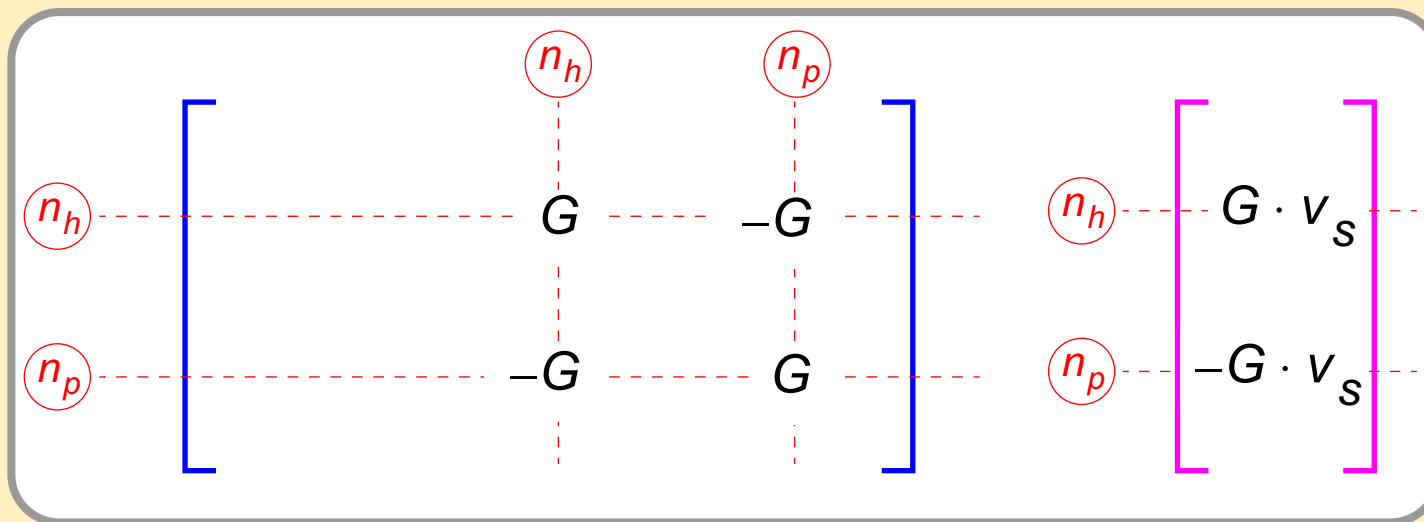 n_h n_p
n_h G –G n_h G · v_s
n_p –G G n_p –G · v_s